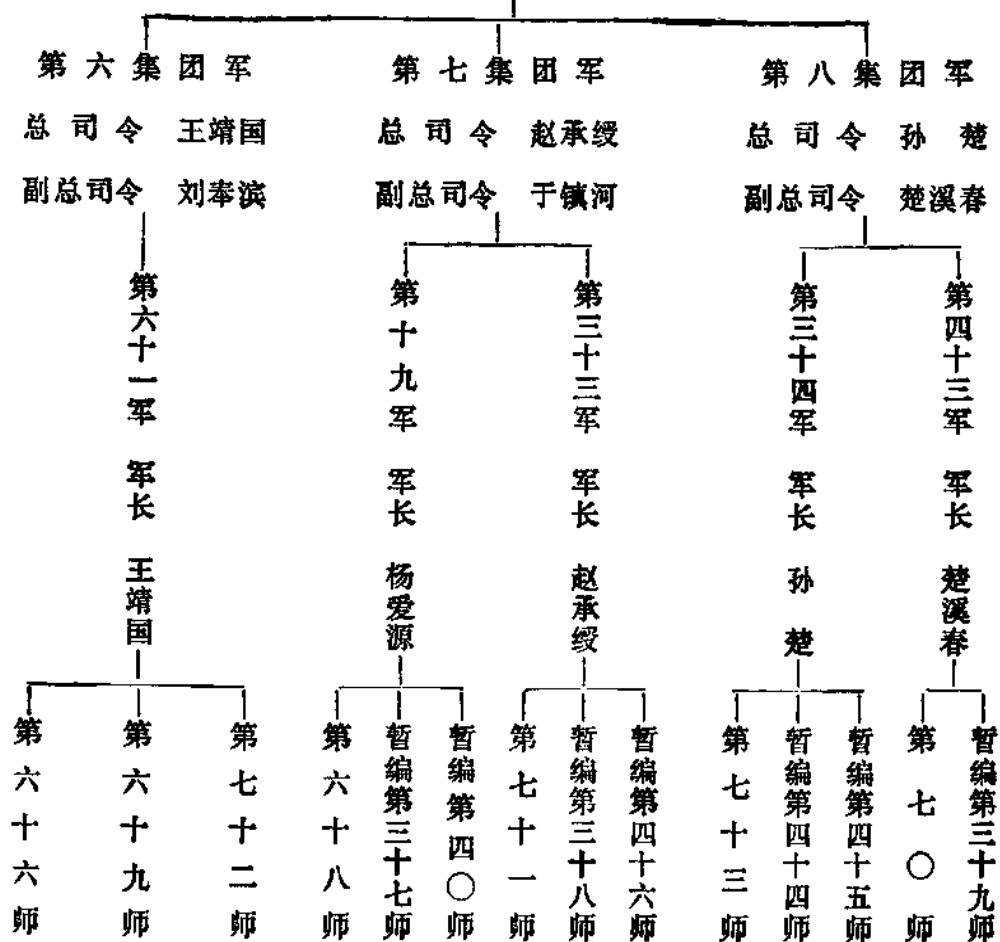 第六集团军
总司令 王靖国
副总司令 刘奉滨
第七集团军
总司令 赵承绶
副总司令 于镇河
第八集团军
总司令 孙楚
副总司令 楚溪春
第六十一军 军长 王靖国
第十九军 军长 杨爱源
第三十三军 军长 赵承绶
第三十四军 军长 孙楚
第四十三军 军长 楚溪春
第六十六师
第六十九师
第七十二师
第六十八师
暂编第三十七师
暂编第四〇师
第七十一师
暂编第三十八师
暂编第四十六师
第七十三师
暂编第四十四师
暂编第四十五师
第七〇师
暂编第三十九师